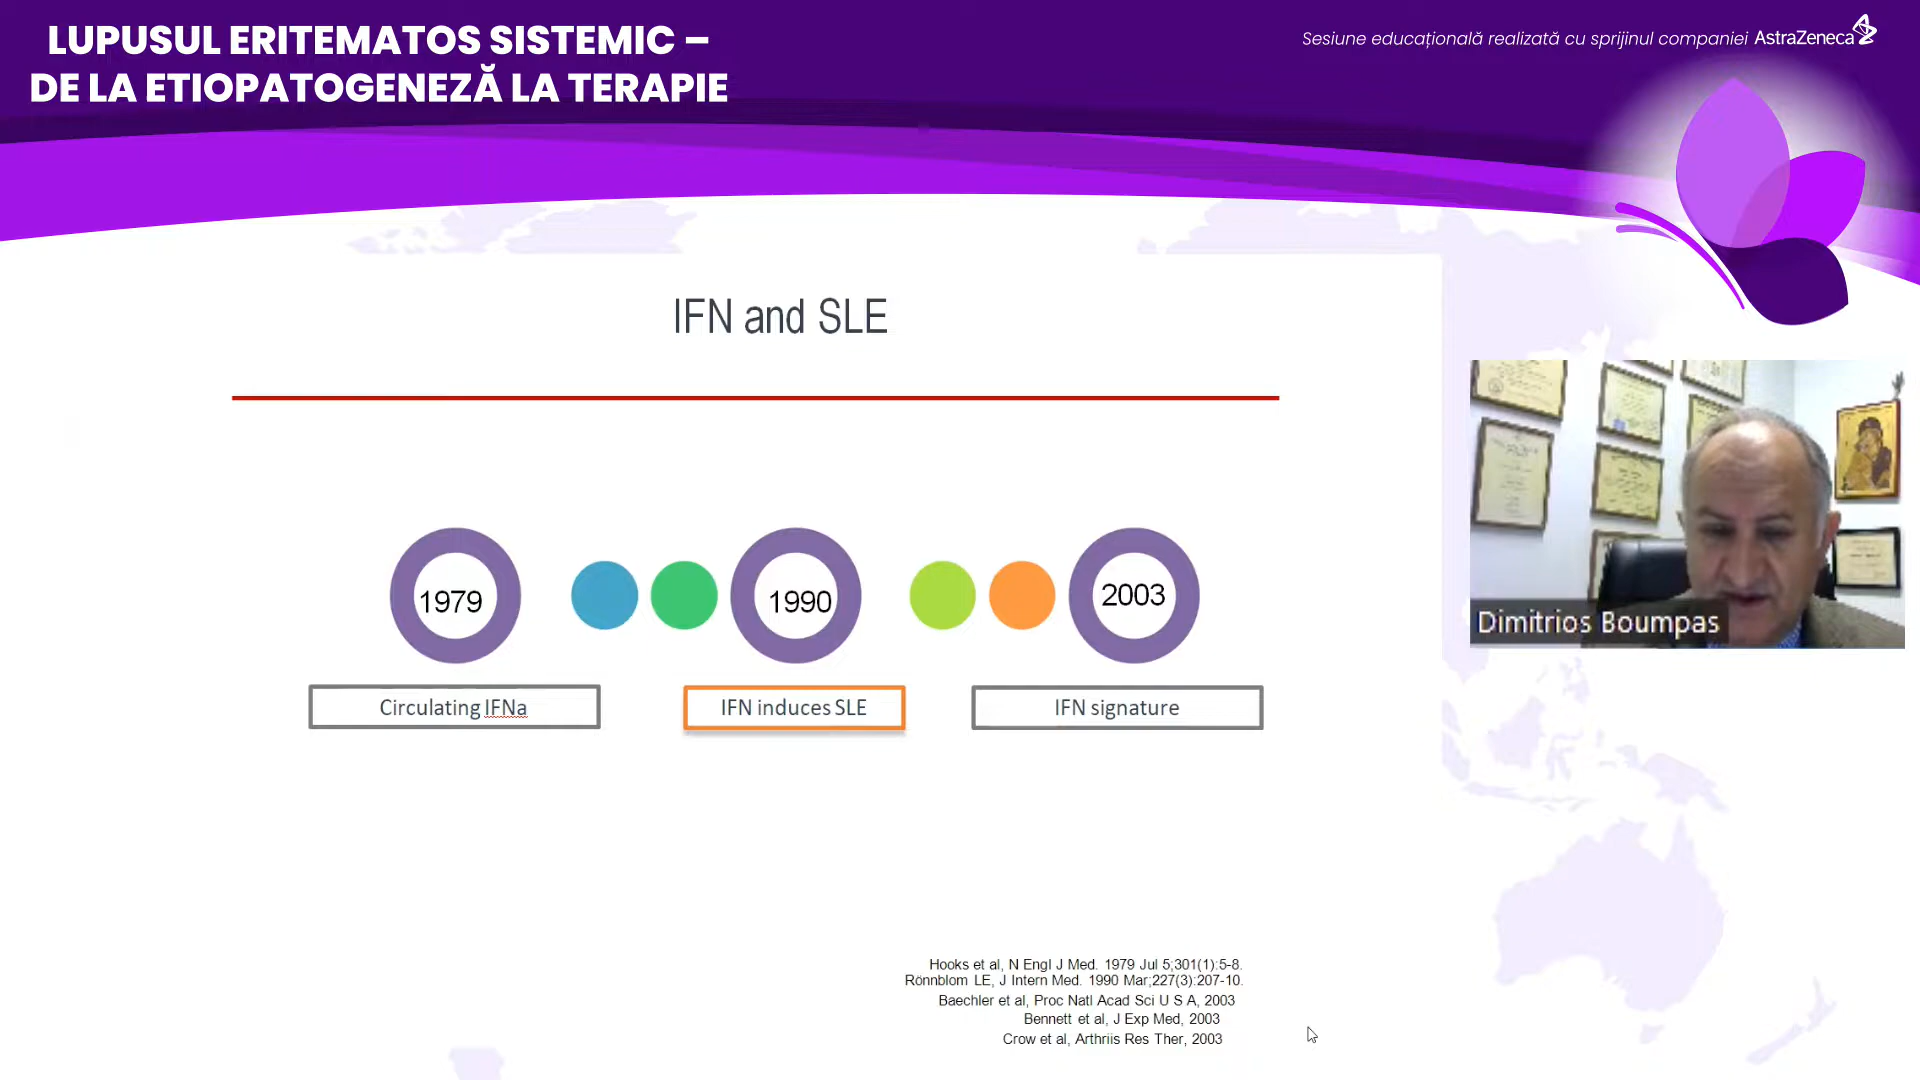 LUPUSUL ERITEMATOS SISTEMIC –
DE LA ETIOPATOGENEZĂ LA TERAPIE
Sesiune educațională realizată cu sprijinul companiei AstraZeneca
IFN and SLE
1979
1990
2003
Circulating IFNa
IFN induces SLE
IFN signature
Dimitrios Boumpas
Hooks et al, N Engl J Med. 1979 Jul 5;301(1):5-8.
Rönnblom LE, J Intern Med. 1990 Mar;227(3):207-10.
Baechler et al, Proc Natl Acad Sci U S A, 2003
Bennett et al, J Exp Med, 2003
Crow et al, Arthriis Res Ther, 2003